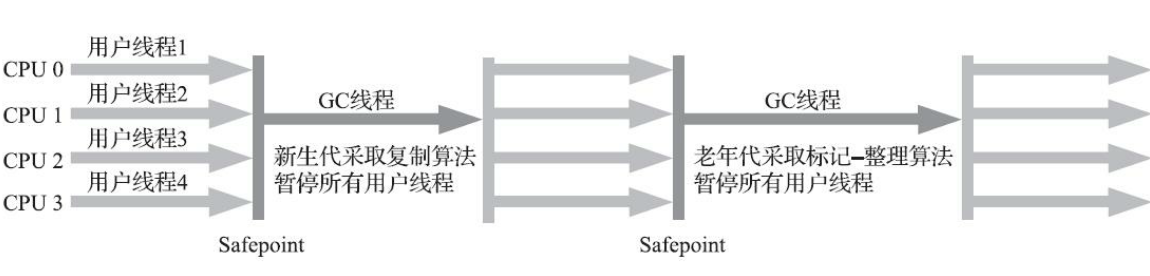 用户线程1
CPU 0
用户线程2
CPU 1
用户线程3
CPU 2
用户线程4
CPU 3
GC线程
新生代采取复制算法
暂停所有用户线程
GC线程
老年代采取标记-整理算法
暂停所有用户线程
Safepoint
Safepoint